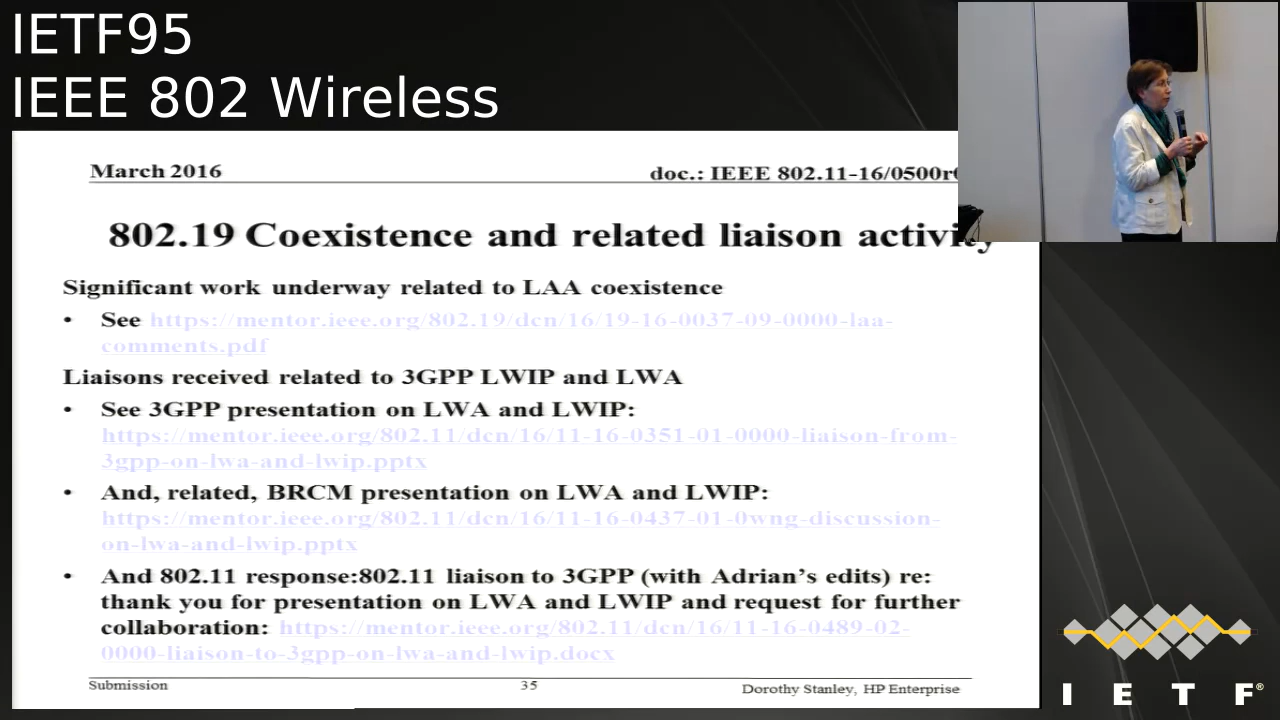 IETF95
IEEE 802 Wireless
March 2016
doc.: IEEE 802.11-16/0500r
802.19 Coexistence and related liaison activity
Significant work underway related to LAA coexistence
• See https://mentor.ieee.org/802.19/dcn/16/19-16-0037-09-0000-laa-
comments.pdf
Liaisons received related to 3GPP LWIP and LWA
• See 3GPP presentation on LWA and LWIP:
https://mentor.ieee.org/802.11/dcn/16/11-16-0351-01-0000-liaison-from-
3gpp-on-lwa-and-lwip.pptx
• And, related, BRCM presentation on LWA and LWIP:
https://mentor.ieee.org/802.11/dcn/16/11-16-0437-01-0wng-discussion-
on-lwa-and-lwip.pptx
• And 802.11 response:802.11 liaison to 3GPP (with Adrian’s edits) re:
thank you for presentation on LWA and LWIP and request for further
collaboration: https://mentor.ieee.org/802.11/dcn/16/11-16-0489-02-
0000-liaison-to-3gpp-on-lwa-and-lwip.docx
Submission
35
Dorothy Stanley, HP Enterprise
I E T F®